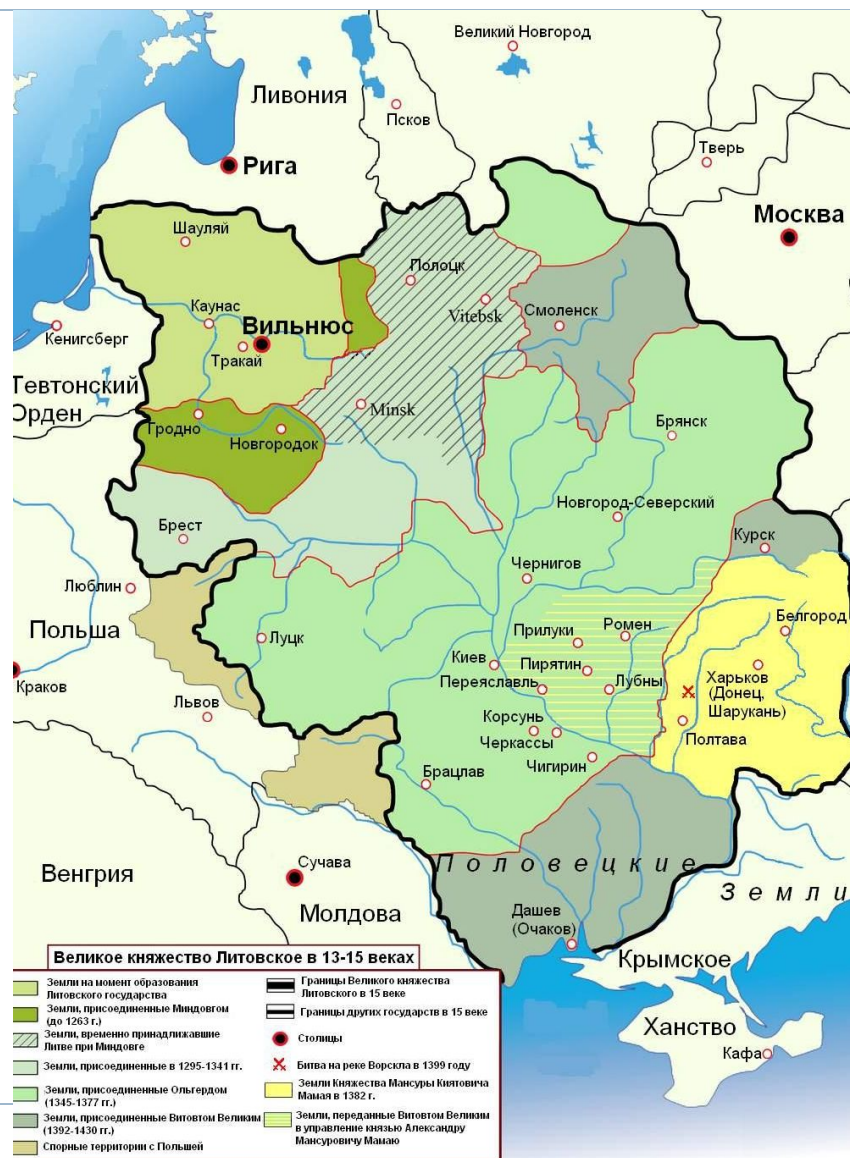 Великий Новгород
Ливония
Псков
Тверь
Рига
Москва
Шауляй
Полоцк
Каунас
Vitebsk
Смоленск
Вильнюс
Кенигсберг
Тракай
Тевтонский
Орден
Minsk
Гродно
Новгородок
Брянск
Новгород-Северский
Брест
Курск
Чернигов
Люблин
Белгород
Польша
Луцк
Прилуки
Ромен
Киев
Пирятин
Харьков
(Донец,
Шарукань)
Краков
Переяславль
Лубны
Львов
Корсунь
Полтава
Черкассы
Чигирин
Брацлав
Сучава
Половецкие
Венгрия
Земли
Молдова
Дашев
(Очаков)
Крымское
Ханство
Кафа
Великое княжество Литовское в 13-15 веках
Земли на момент образования
Литовского государства
Земли, присоединенные Миндовгом
(до 1263 г.)
Земли, временно принадлижавшие
Литве при Миндовге
Земли, присоединенные в 1295-1341 гг.
Земли, присоединенные Ольгердом
(1345-1377 гг.)
Земли, присоединенные Витовтом Великим
(1392-1430 гг.)
Спорные территории с Польшей
Границы Великого княжества
Литовского в 15 веке
Границы других государств в 15 веке
Столицы
Битва на реке Ворскла в 1399 году
Земли Княжества Мансуры Киятовича
Мамая в 1382 г.
Земли, переданные Витовтом Великим
в управление князью Александру
Мансуровичу Мамаю